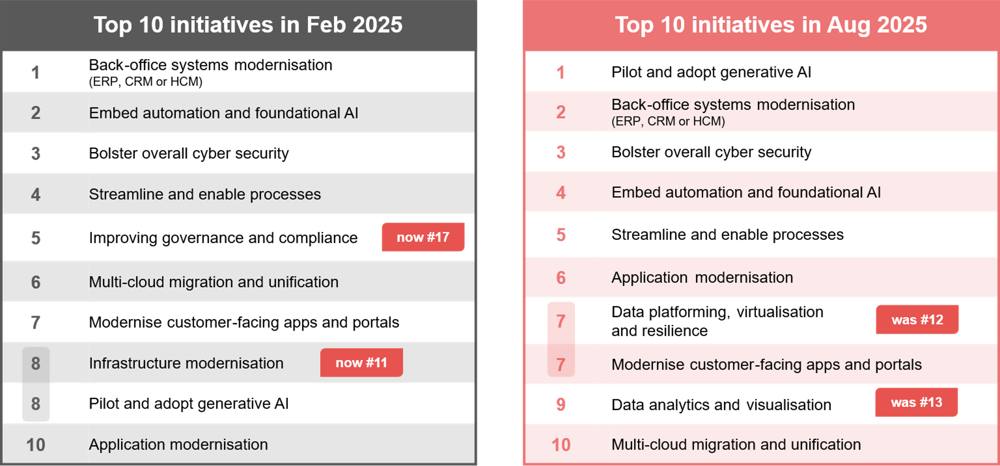 Top 10 initiatives in Feb 2025
1
Back-office systems modernisation
(ERP, CRM or HCM)
2
Embed automation and foundational AI
3
Bolster overall cyber security
4
Streamline and enable processes
5
Improving governance and compliance
now #17
6
Multi-cloud migration and unification
7
Modernise customer-facing apps and portals
8
Infrastructure modernisation
now #11
8
Pilot and adopt generative AI
10
Application modernisation
Top 10 initiatives in Aug 2025
1
Pilot and adopt generative AI
2
Back-office systems modernisation
(ERP, CRM or HCM)
3
Bolster overall cyber security
4
Embed automation and foundational AI
5
Streamline and enable processes
6
Application modernisation
7
Data platforming, virtualisation
and resilience
was #12
7
Modernise customer-facing apps and portals
9
Data analytics and visualisation
was #13
10
Multi-cloud migration and unification